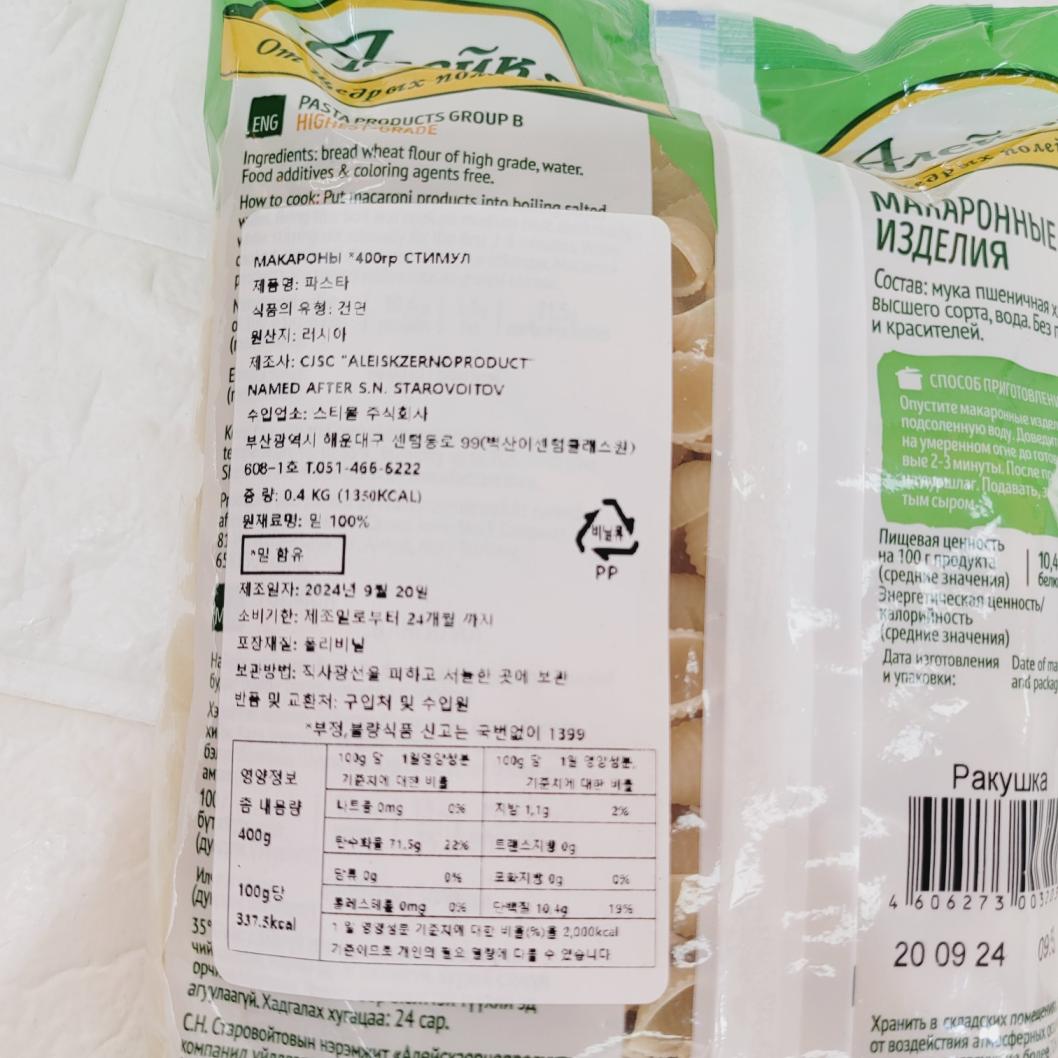 От щедрых
ENG
PASTA PRODUCTS GROUP B
HIGHEST GRADE
Ingredients: bread wheat flour of high grade, water.
Food additives & coloring agents free.
How to cook: Put macaroni products into boiling salted
МАКАРОНЫ *400гр СТИМУЛ
제품명: 파스타
식품의 유형: 건면
원산지: 러시아
제조사: CJSC "ALEISKZERNOPRODUCT"
NAMED AFTER S.N. STAROVOITOV
수입업소: 스티물 주식회사
부산광역시 해운대구 센텀동로 99(벽산이센텀클래스원)
608-1호 T.051-466-6222
중 량: 0.4 KG (1350KCAL)
원재료명: 밀 100%
*밀 함유
비닐류
PP
제조일자: 2024년 9월 20일
소비기한: 제조일로부터 24개월 까지
포장재질: 폴리비닐
보관방법: 직사광선을 피하고 서늘한 곳에 보관
반품 및 교환처: 구입처 및 수입원
*부정,불량식품 신고는 국번없이 1399
영양정보
총 내용량
400g
100g당
337.5kcal
100g 당 1일영양성분
기준치에 대한 비율
100g 당 1일 영양성분.
기준치에 대한 비율
나트륨 0mg 0% 지방 1,1g 2%
탄수화물 71,5g 22% 트랜스지방 0g
당류 0g 0% 포화지방 0g 0%
콜레스테롤 0mg 0% 단백질 10,4g 19%
1 일 영양성분 기준치에 대한 비율(%)은 2,000kcal
기준이므로 개인의 필요 열량에 다를 수 있습니다
агуулаагүй. Хадгалах хугацаа: 24 сар.
С.Н. Старовойтовын нэрэмжит
МАКАРОННЫЕ
ИЗДЕЛИЯ
Состав: мука пшеничная
высшего сорта, вода. Без
и красителей.
СПОСОБ ПРИГОТОВЛЕНИ
Опустите макаронные издел
подсоленную воду. Доведит
на умеренном огне до гото
вые 2-3 минуты. После
Подавать,
тым сыром.
Пищевая ценность
на 100 г продукта
(средние значения)
10,4
белк
Энергетическая ценность/
калорийность
(средние значения)
Дата изготовления
и упаковки:
Date of ma
and packag
Ракушка
4 606273
20 09 24
Хранить в складских помещени
от воздействия атмосферных